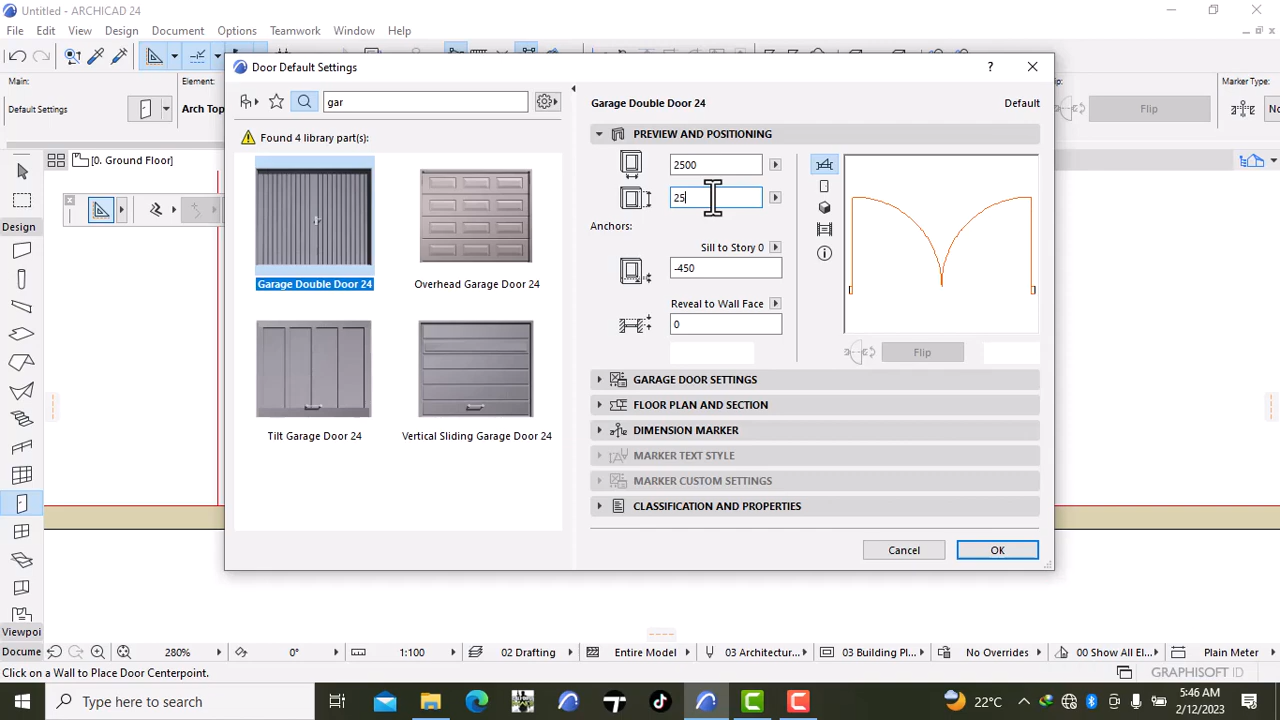 Untitled - ARCHICAD 24
File Edit View Design Document Options Teamwork Window Help
Main:
Default Settings
Element:
Arch Top
Marker Type:
Flip
No
[0. Ground Floor]
Design
Viewpoi
Docume
Door Default Settings
?
gar
Found 4 library part(s):
Garage Double Door 24
Overhead Garage Door 24
Tilt Garage Door 24
Vertical Sliding Garage Door 24
Garage Double Door 24
Default
PREVIEW AND POSITIONING
2500
25
Anchors:
Sill to Story 0
-450
Reveal to Wall Face
0
Flip
GARAGE DOOR SETTINGS
FLOOR PLAN AND SECTION
DIMENSION MARKER
MARKER TEXT STYLE
MARKER CUSTOM SETTINGS
CLASSIFICATION AND PROPERTIES
Cancel
OK
280% 0° 1:100 02 Drafting Entire Model 03 Architectur... 03 Building Pl... No Overrides 00 Show All El... Plain Meter
Click on a Wall to Place Door Centerpoint.
GRAPHISOFT ID
Type here to search
22°C
5:46 AM
2/12/2023